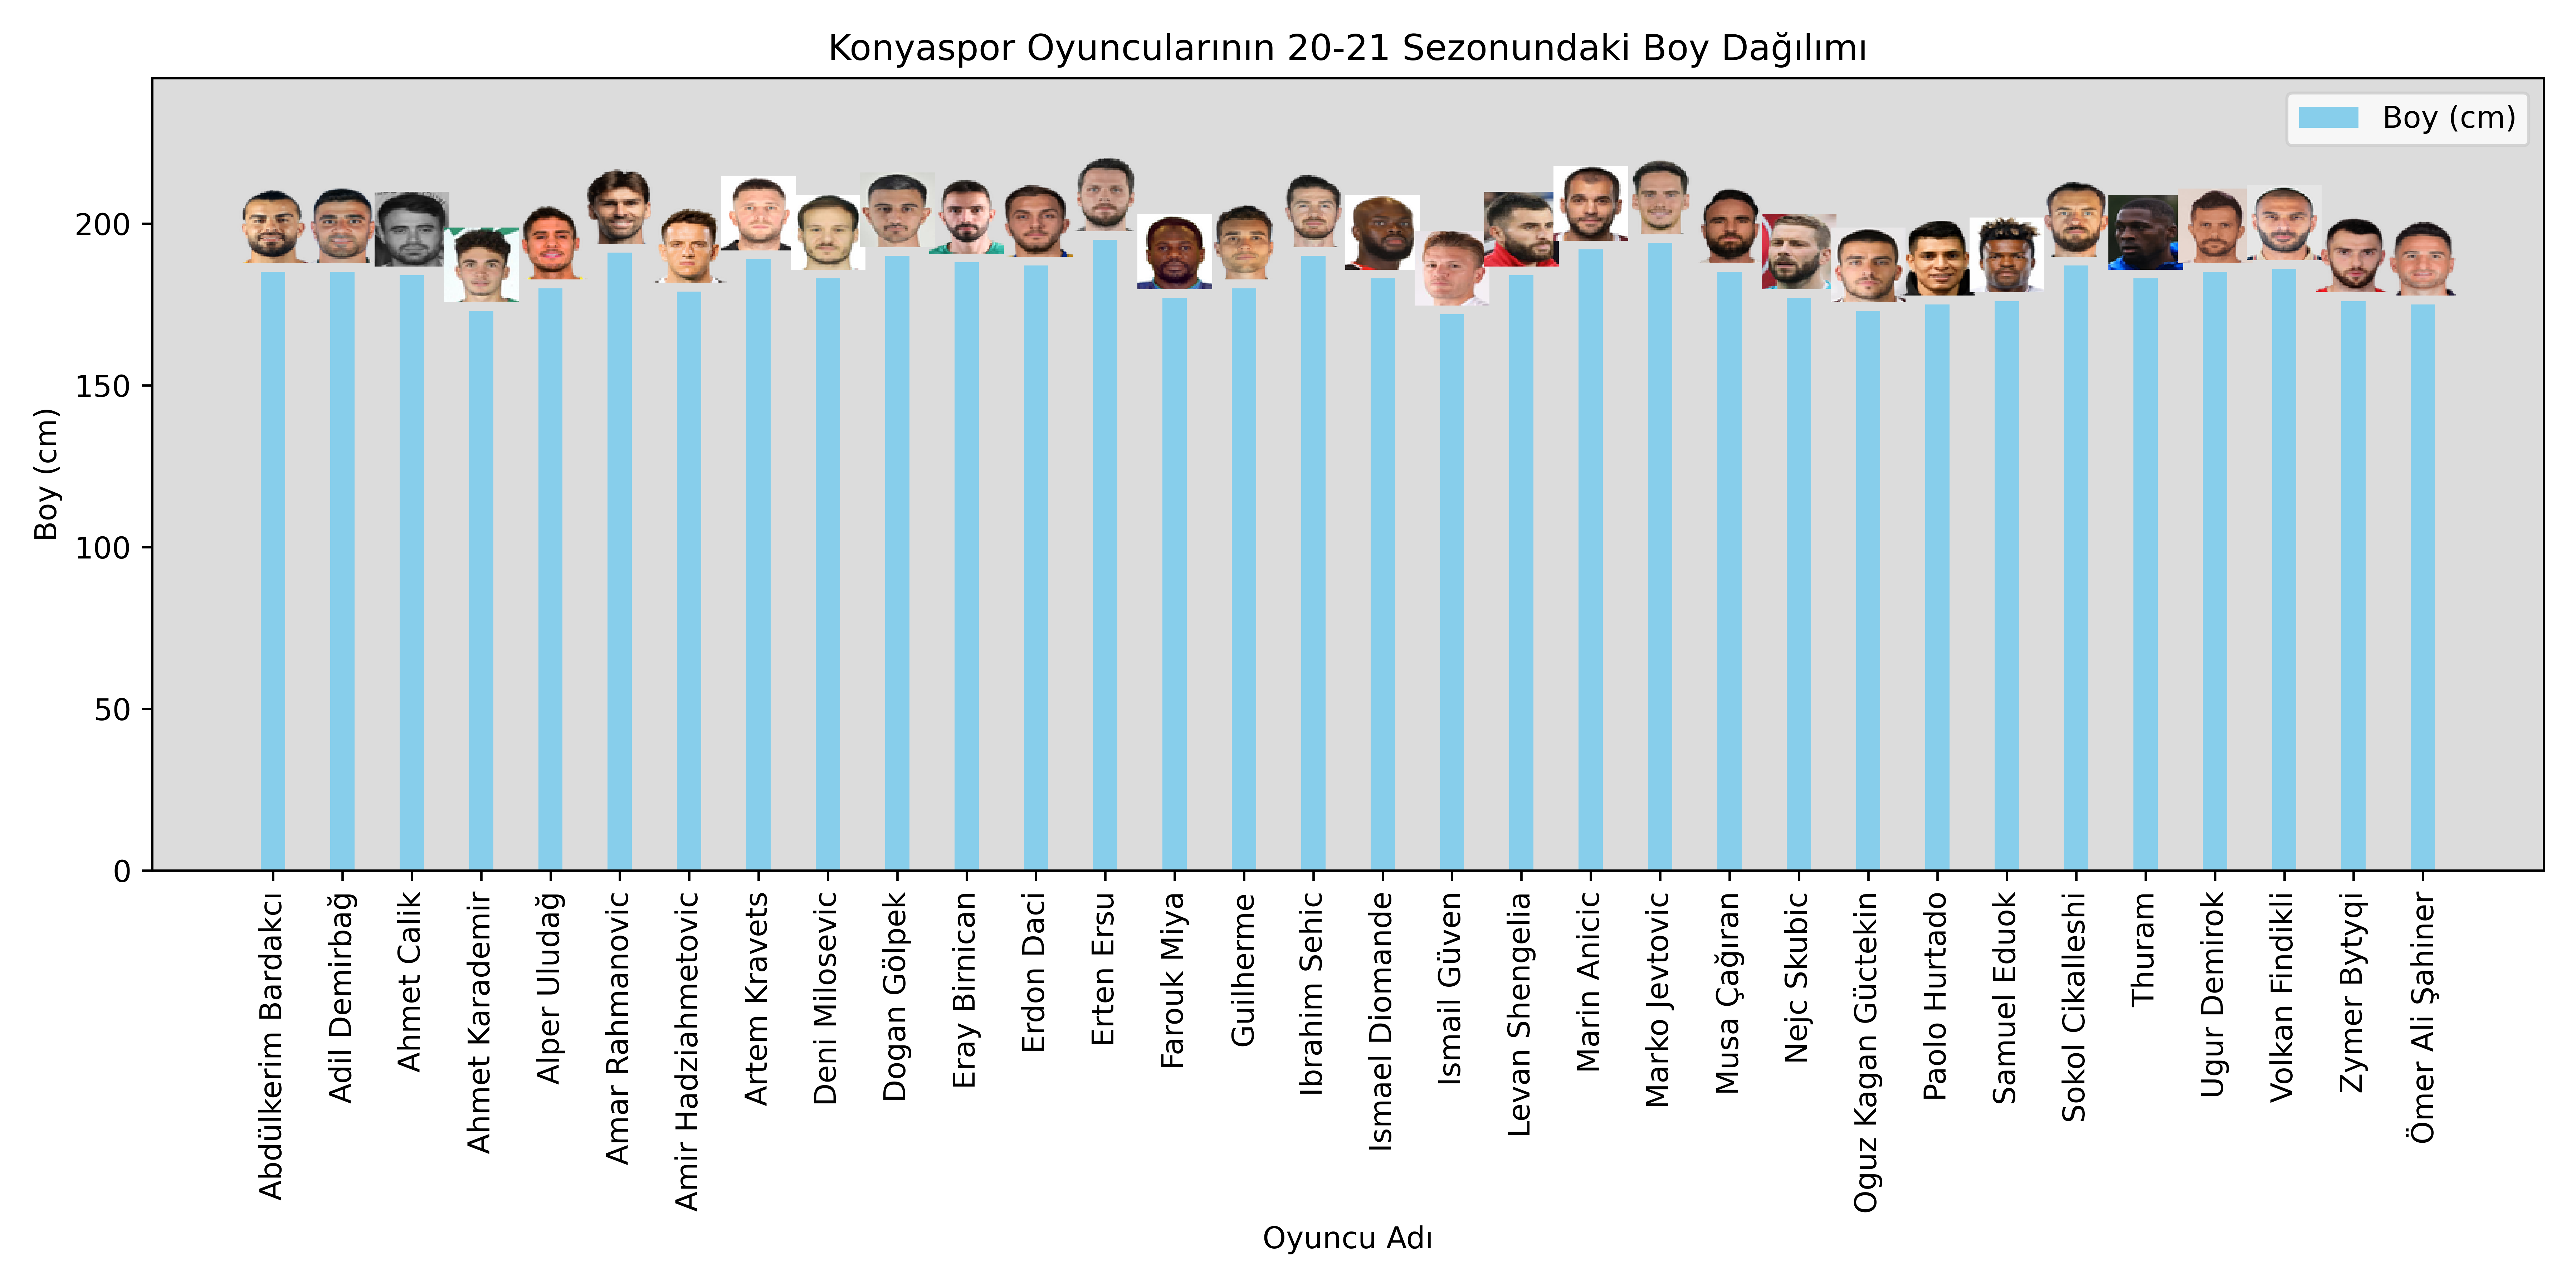 Konyaspor Oyuncularının 20-21 Sezonundaki Boy Dağılımı
Boy (cm)
Boy (cm)
200
150
100
50
0
Abdülkerim Bardakcı
Adil Demirbağ
Ahmet Calik
Ahmet Karademir
Alper Uludağ
Amar Rahmanovic
Amir Hadziahmetovic
Artem Kravets
Deni Milosevic
Dogan Gölpek
Eray Birnican
Erdon Daci
Erten Ersu
Farouk Miya
Guilherme
Ibrahim Sehic
Ismael Diomande
Ismail Güven
Levan Shengelia
Marin Anicic
Marko Jevtovic
Musa Çağıran
Nejc Skubic
Oguz Kagan Güctekin
Paolo Hurtado
Samuel Eduok
Sokol Cikalleshi
Thuram
Ugur Demirok
Volkan Findikli
Zymer Bytyqi
Ömer Ali Şahiner
Oyuncu Adı